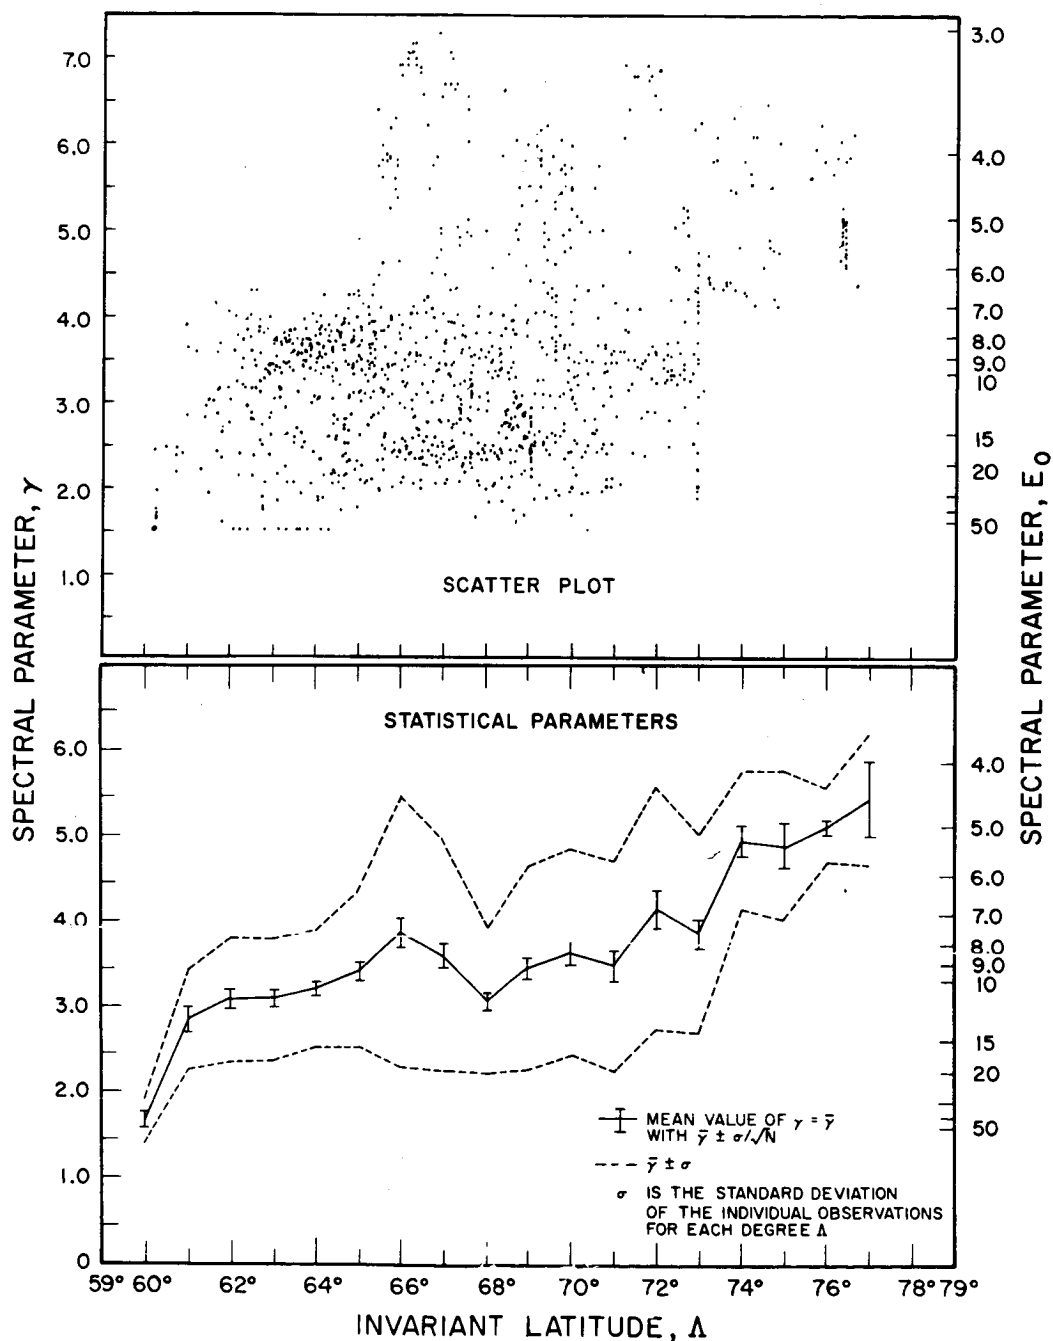 7.0
6.0
5.0
4.0
3.0
2.0
1.0
3.0
4.0
5.0
6.0
7.0
8.0
9.0
10
15
20
50
SCATTER PLOT
SPECTRAL PARAMETER, γ
SPECTRAL PARAMETER, E₀
STATISTICAL PARAMETERS
6.0
5.0
4.0
3.0
2.0
1.0
0
4.0
5.0
6.0
7.0
8.0
9.0
10
15
20
50
MEAN VALUE OF γ = γ̄
WITH γ̄ ± σ/√N
γ̄ ± σ
σ IS THE STANDARD DEVIATION
OF THE INDIVIDUAL OBSERVATIONS
FOR EACH DEGREE Λ
59° 60° 62° 64° 66° 68° 70° 72° 74° 76° 78° 79°
INVARIANT LATITUDE, Λ